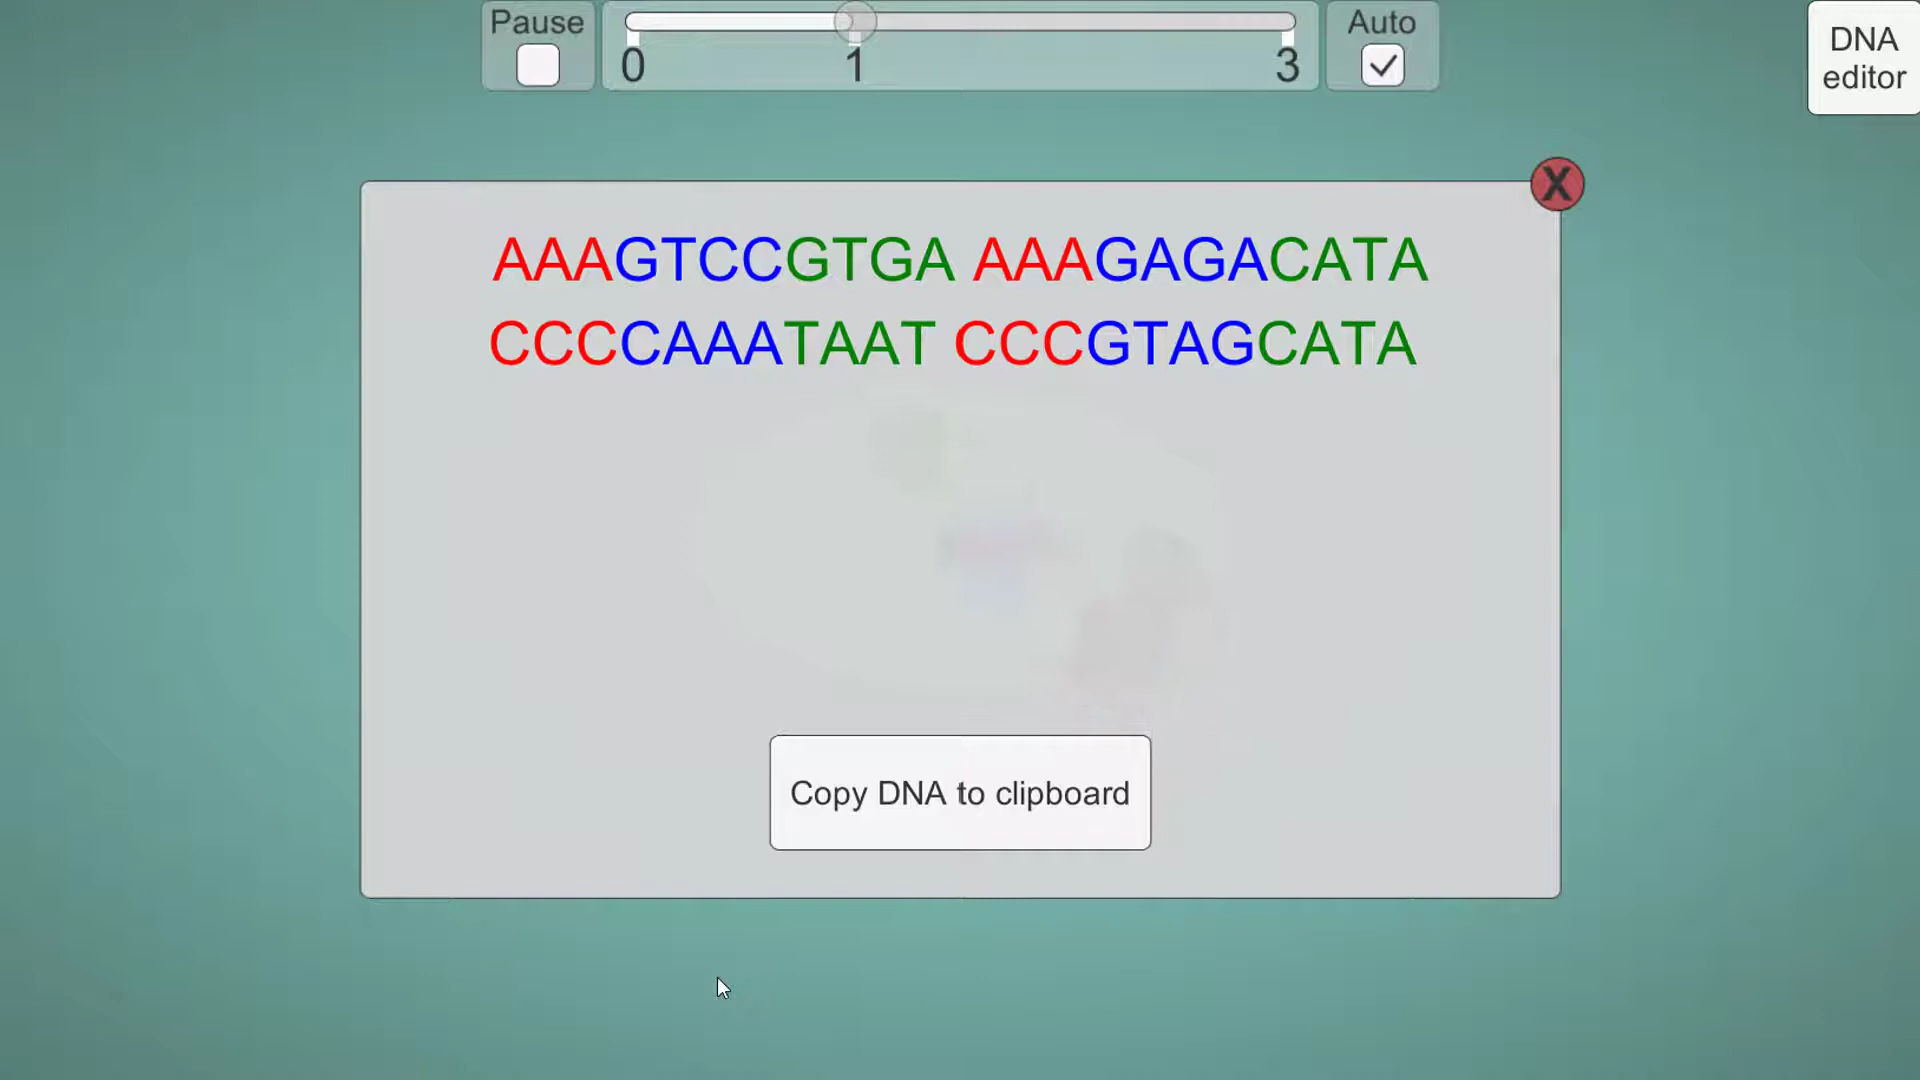 Pause
0 1 3
Auto
DNA
editor
X
AAAGTCCGTGA AAAGAGACATA
CCCCAAATAAT CCCGTAGCATA
Copy DNA to clipboard